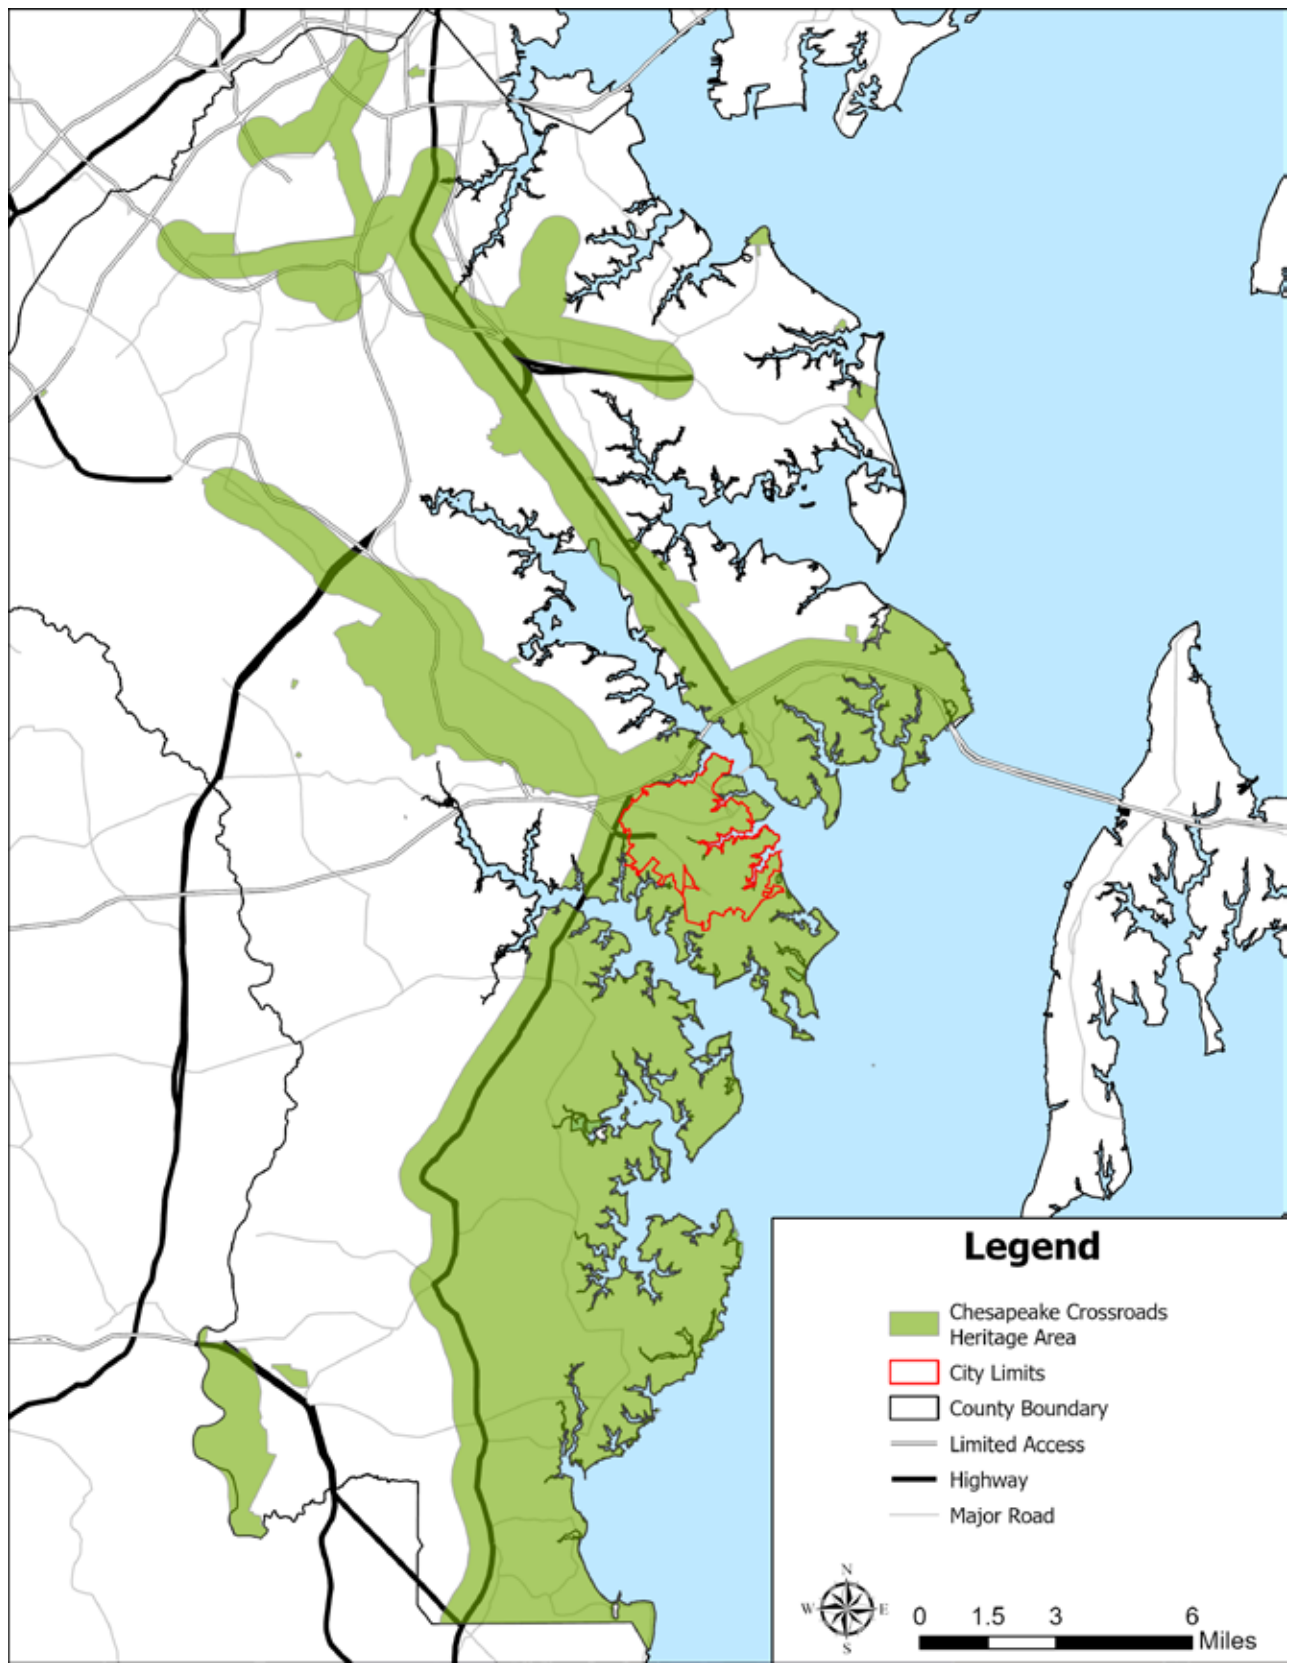 Legend
Chesapeake Crossroads
Heritage Area
City Limits
County Boundary
Limited Access
Highway
Major Road
N
W E
S
0 1.5 3 6
Miles